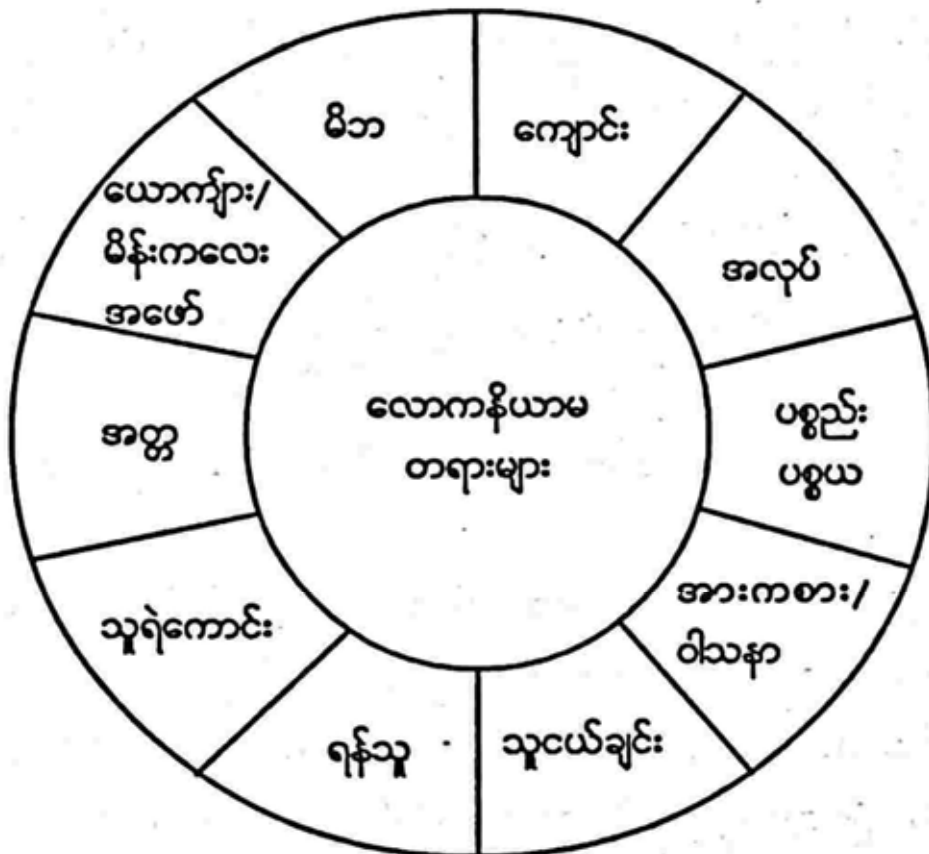 မိဘ
ကျောင်း
ယောကျ်ား/
မိန်းကလေး
အဖော်
အလုပ်
လောကနိယာမ
တရားများ
အတ္တ
ပစ္စည်း
ပစ္စယ
သူရဲကောင်း
အားကစား/
ဝါသနာ
ရန်သူ
သူငယ်ချင်း